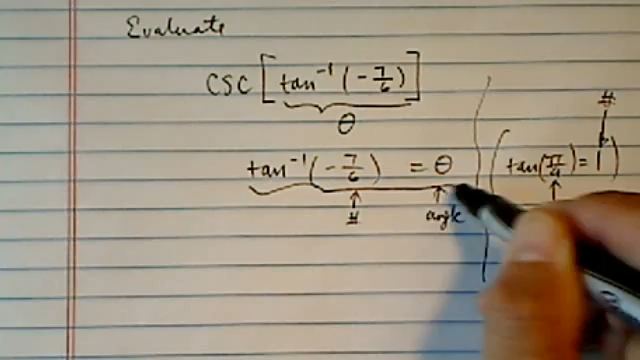 Evaluate
#
CSC [tan⁻¹(-7/6)]
θ
tan⁻¹(-7/6) = θ (tan(π/4) = 1)
# angle